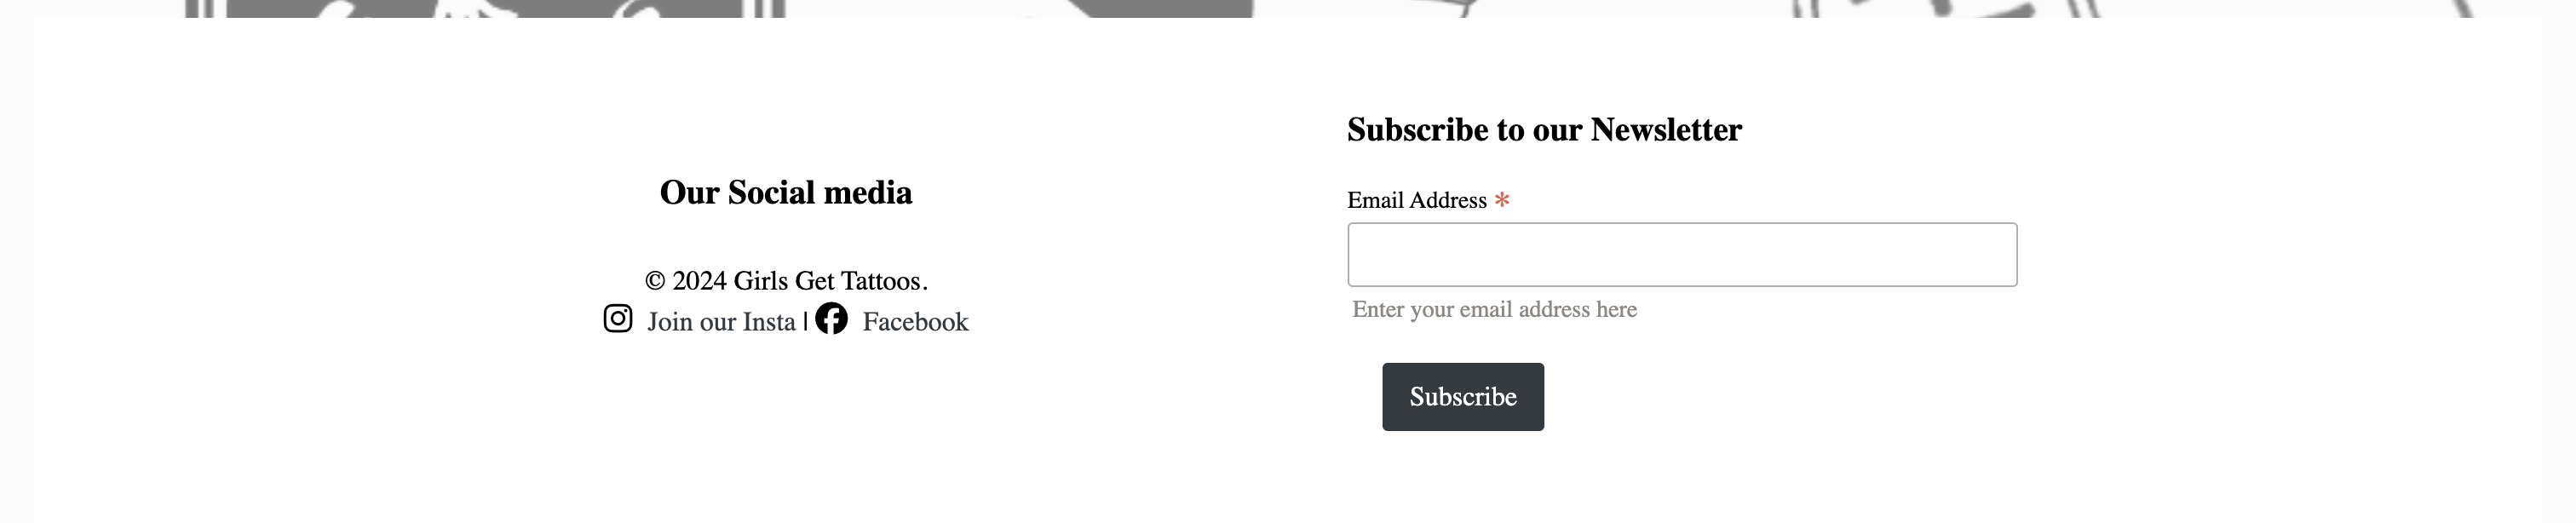 Our Social media
© 2024 Girls Get Tattoos.
Join our Insta | Facebook
Subscribe to our Newsletter
Email Address *
Enter your email address here
Subscribe